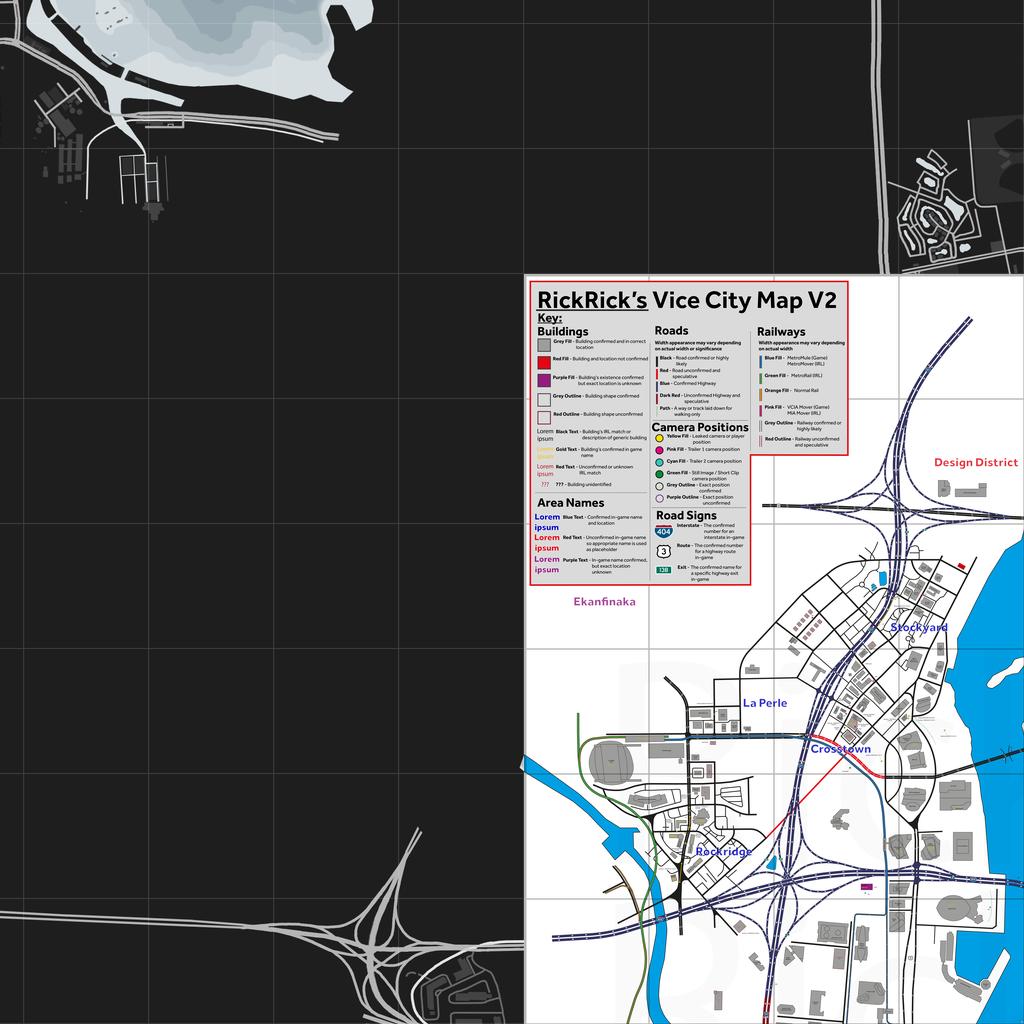 RickRick's Vice City Map V2
Key:
Buildings
Grey Fill - Building confirmed and in correct
location
Red Fill - Building and location not confirmed
Purple Fill - Building's existence confirmed
but exact location is unknown
Grey Outline - Building shape confirmed
Red Outline - Building shape unconfirmed
Lorem
ipsum
Black Text - Building's IRL match or
description of generic building
Lorem
ipsum
Gold Text - Building's confirmed in game
name
Lorem
ipsum
Red Text - Unconfirmed or unknown
IRL match
???
??? - Building unidentified
Area Names
Lorem
ipsum
Blue Text - Confirmed in-game name
and location
Lorem
ipsum
Red Text - Unconfirmed in-game name
so appropriate name is used
as placeholder
Lorem
ipsum
Purple Text - In-game name confirmed,
but exact location
unknown
Roads
Width appearance may vary depending
on actual width or significance
Black - Road confirmed or highly
likely
Red - Road unconfirmed and
speculative
Blue - Confirmed Highway
Dark Red - Unconfirmed Highway and
speculative
Path - A way or track laid down for
walking only
Camera Positions
Yellow Fill - Leaked camera or player
position
Pink Fill - Trailer 1 camera position
Cyan Fill - Trailer 2 camera position
Green Fill - Still Image / Short Clip
camera position
Grey Outline - Exact position
confirmed
Purple Outline - Exact position
unconfirmed
Road Signs
404
Interstate - The confirmed
number for an
interstate in-game
3
Route - The confirmed number
for a highway route
in-game
13B
Exit - The confirmed name for
a specific highway exit
in-game
Railways
Width appearance may vary depending
on actual width or significance
Blue Fill - MetroMule (Game)
MetroMover (IRL)
Green Fill - MetroRail (IRL)
Orange Fill - Normal Rail
Pink Fill - VCIA Mover (Game)
MIA Mover (IRL)
Grey Outline - Railway confirmed or
highly likely
Red Outline - Railway unconfirmed
and speculative
Design District
Ekanfinaka
Stockyard
La Perle
Crosstown
Rockridge